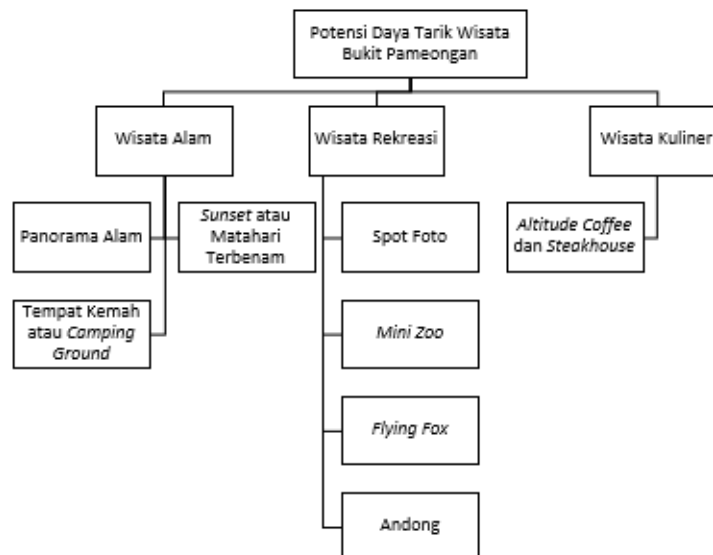 Potensi Daya Tarik Wisata
Bukit Pameongan
Wisata Alam
Wisata Rekreasi
Wisata Kuliner
Panorama Alam
Sunset atau
Matahari
Terbenam
Spot Foto
Altitude Coffee
dan Steakhouse
Tempat Kemah
atau Camping
Ground
Mini Zoo
Flying Fox
Andong